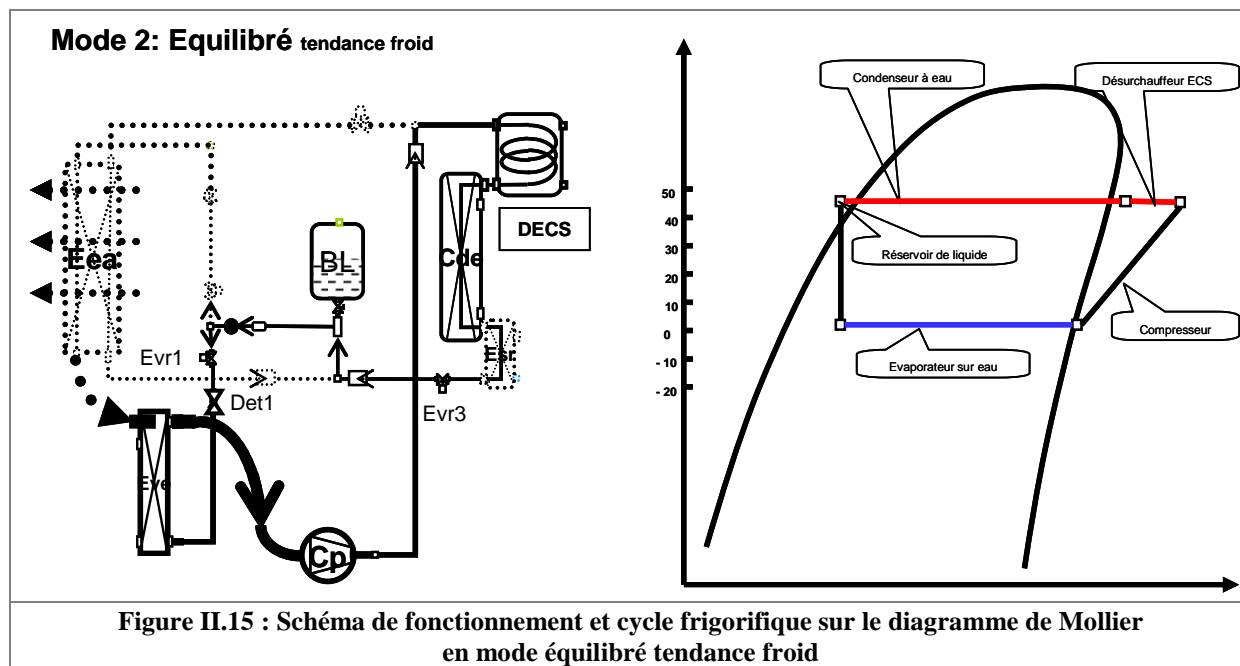 Mode 2: Equilibré tendance froid
Eea
BL
DECS
Cde
Esr
Evr1
Det1
Evr3
Eve
Cp
Condenseur à eau
Désurchauffeur ECS
50
40
30
20
10
0
- 10
- 20
Réservoir de liquide
Compresseur
Evaporateur sur eau
Figure II.15 : Schéma de fonctionnement et cycle frigorifique sur le diagramme de Mollier
en mode équilibré tendance froid